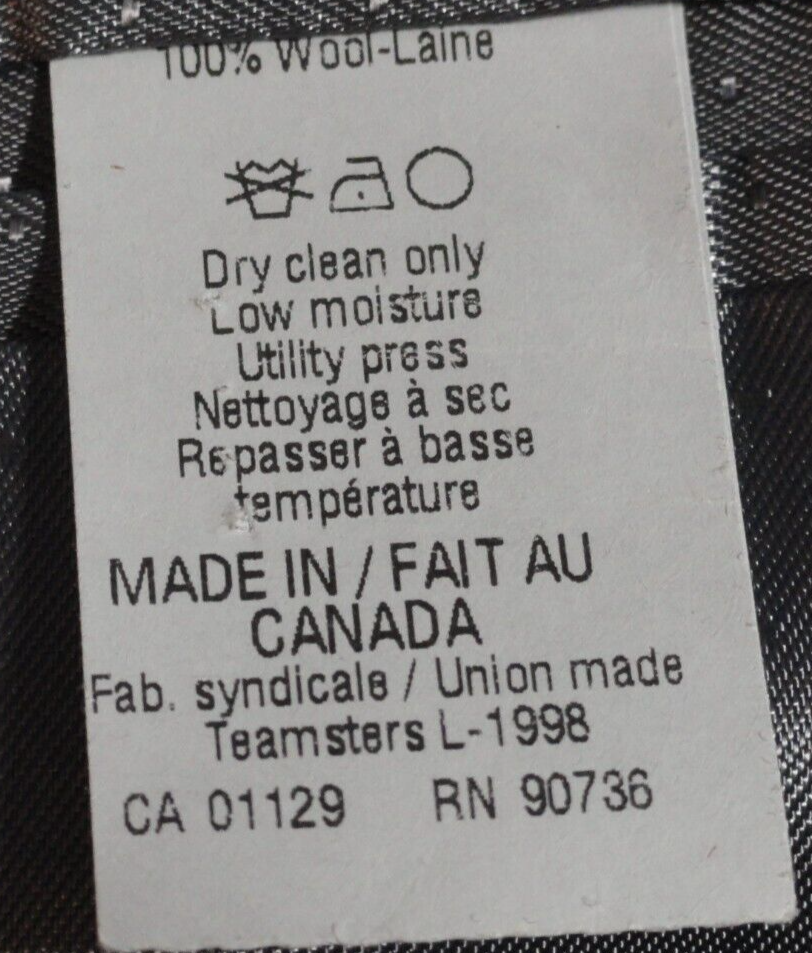 100% Wool-Laine
Dry clean only
Low moisture
Utility press
Nettoyage à sec
Repasser à basse
température
MADE IN / FAIT AU
CANADA
Fab. syndicale / Union made
Teamsters L-1998
CA 01129 RN 90736